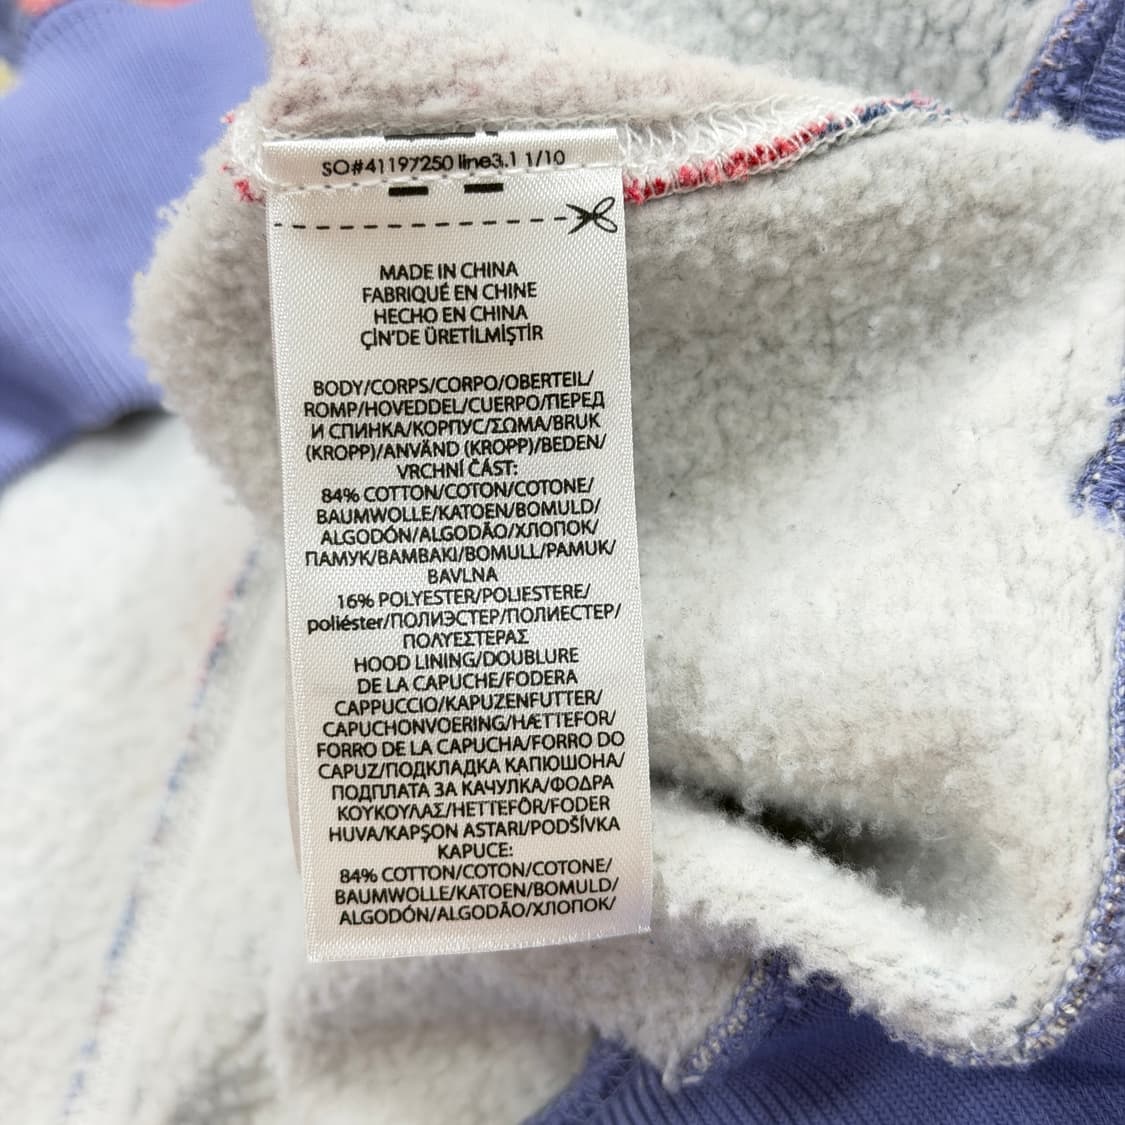 SO#41197250 line3.1 1/10
MADE IN CHINA
FABRIQUÉ EN CHINE
HECHO EN CHINA
ÇİN'DE ÜRETİLMİŞTİR
BODY/CORPS/CORPO/OBERTEIL/
ROMP/HOVEDDEL/CUERPO/ПЕРЕД
И СПИНКА/КОРПУС/ΣΩΜΑ/BRUK
(KROPP)/ANVÄND (KROPP)/BEDEN/
VRCHNÍ ČÁST:
84% COTTON/COTON/COTONE/
BAUMWOLLE/KATOEN/BOMULD/
ALGODÓN/ALGODÃO/ХЛОПОК/
ПАМУК/BAMBAKI/BOMULL/PAMUK/
BAVLNA
16% POLYESTER/POLIESTERE/
poliéster/ПОЛИЭСТЕР/ПОЛИЕСТЕР/
ΠΟΛΥΕΣΤΕΡΑΣ
HOOD LINING/DOUBLURE
DE LA CAPUCHE/FODERA
CAPPUCCIO/KAPUZENFUTTER/
CAPUCHONVOERING/HÆTTEFOR/
FORRO DE LA CAPUCHA/FORRO DO
CAPUZ/ПОДКЛАДКА КАПЮШОНА/
ПОДПЛАТА ЗА КАЧУЛКА/ΦΟΔΡΑ
ΚΟΥΚΟΥΛΑΣ/HETTEFÔR/FODER
HUVA/KAPŞON ASTARI/PODŠÍVKA
KAPUCE:
84% COTTON/COTON/COTONE/
BAUMWOLLE/KATOEN/BOMULD/
ALGODÓN/ALGODÃO/ХЛОПОК/